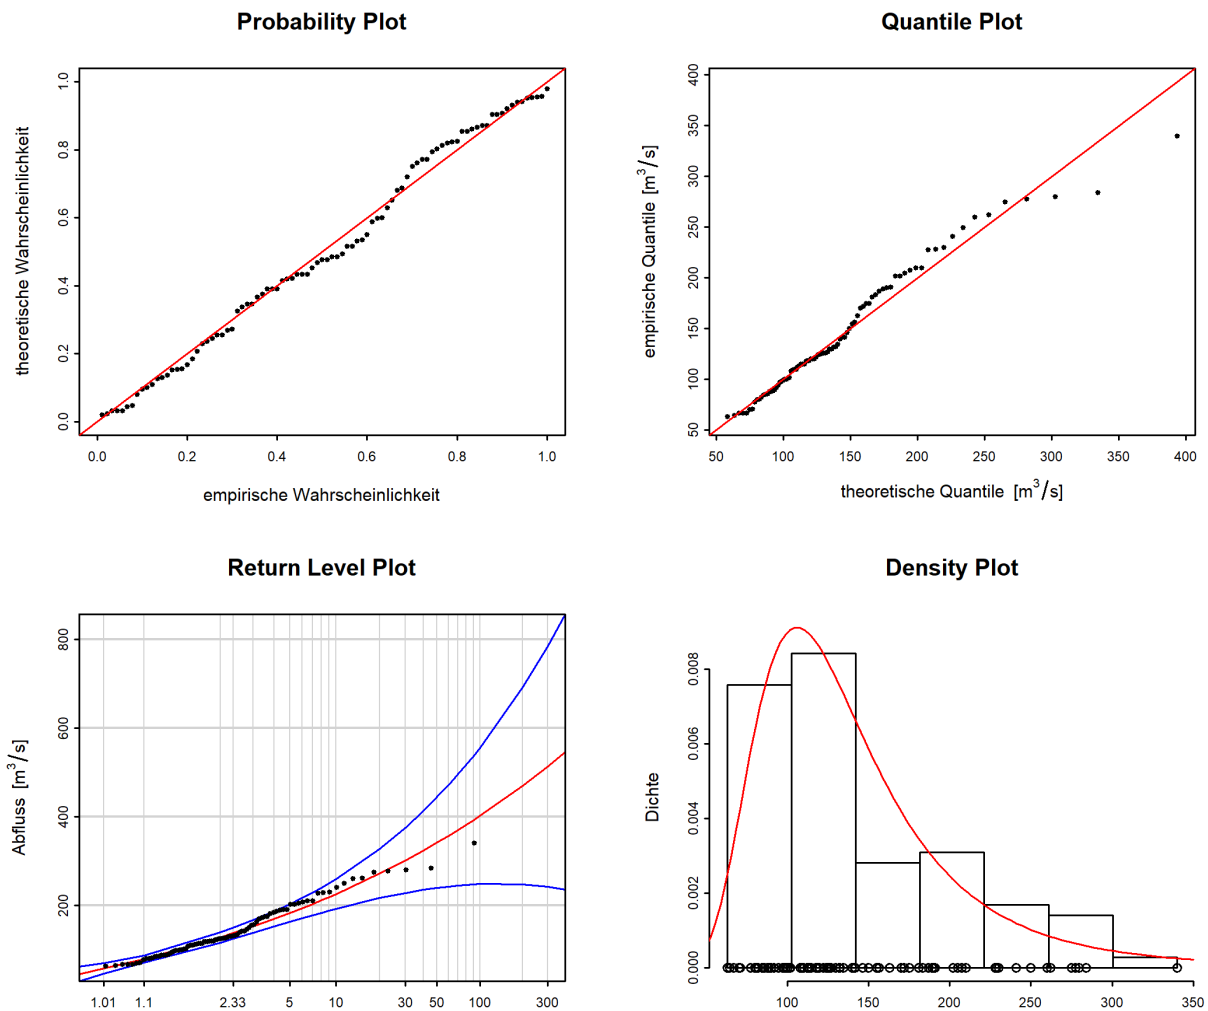 Probability Plot
theoretische Wahrscheinlichkeit
0.0 0.2 0.4 0.6 0.8 1.0
0.0 0.2 0.4 0.6 0.8 1.0
empirische Wahrscheinlichkeit
Quantile Plot
empirische Quantile [m³/s]
50 100 150 200 250 300 350 400
50 100 150 200 250 300 350 400
theoretische Quantile [m³/s]
Return Level Plot
Abfluss [m³/s]
200 400 600 800
1.01 1.1 2.33 5 10 30 50 100 300
Density Plot
Dichte
0.000 0.002 0.004 0.006 0.008
100 150 200 250 300 350